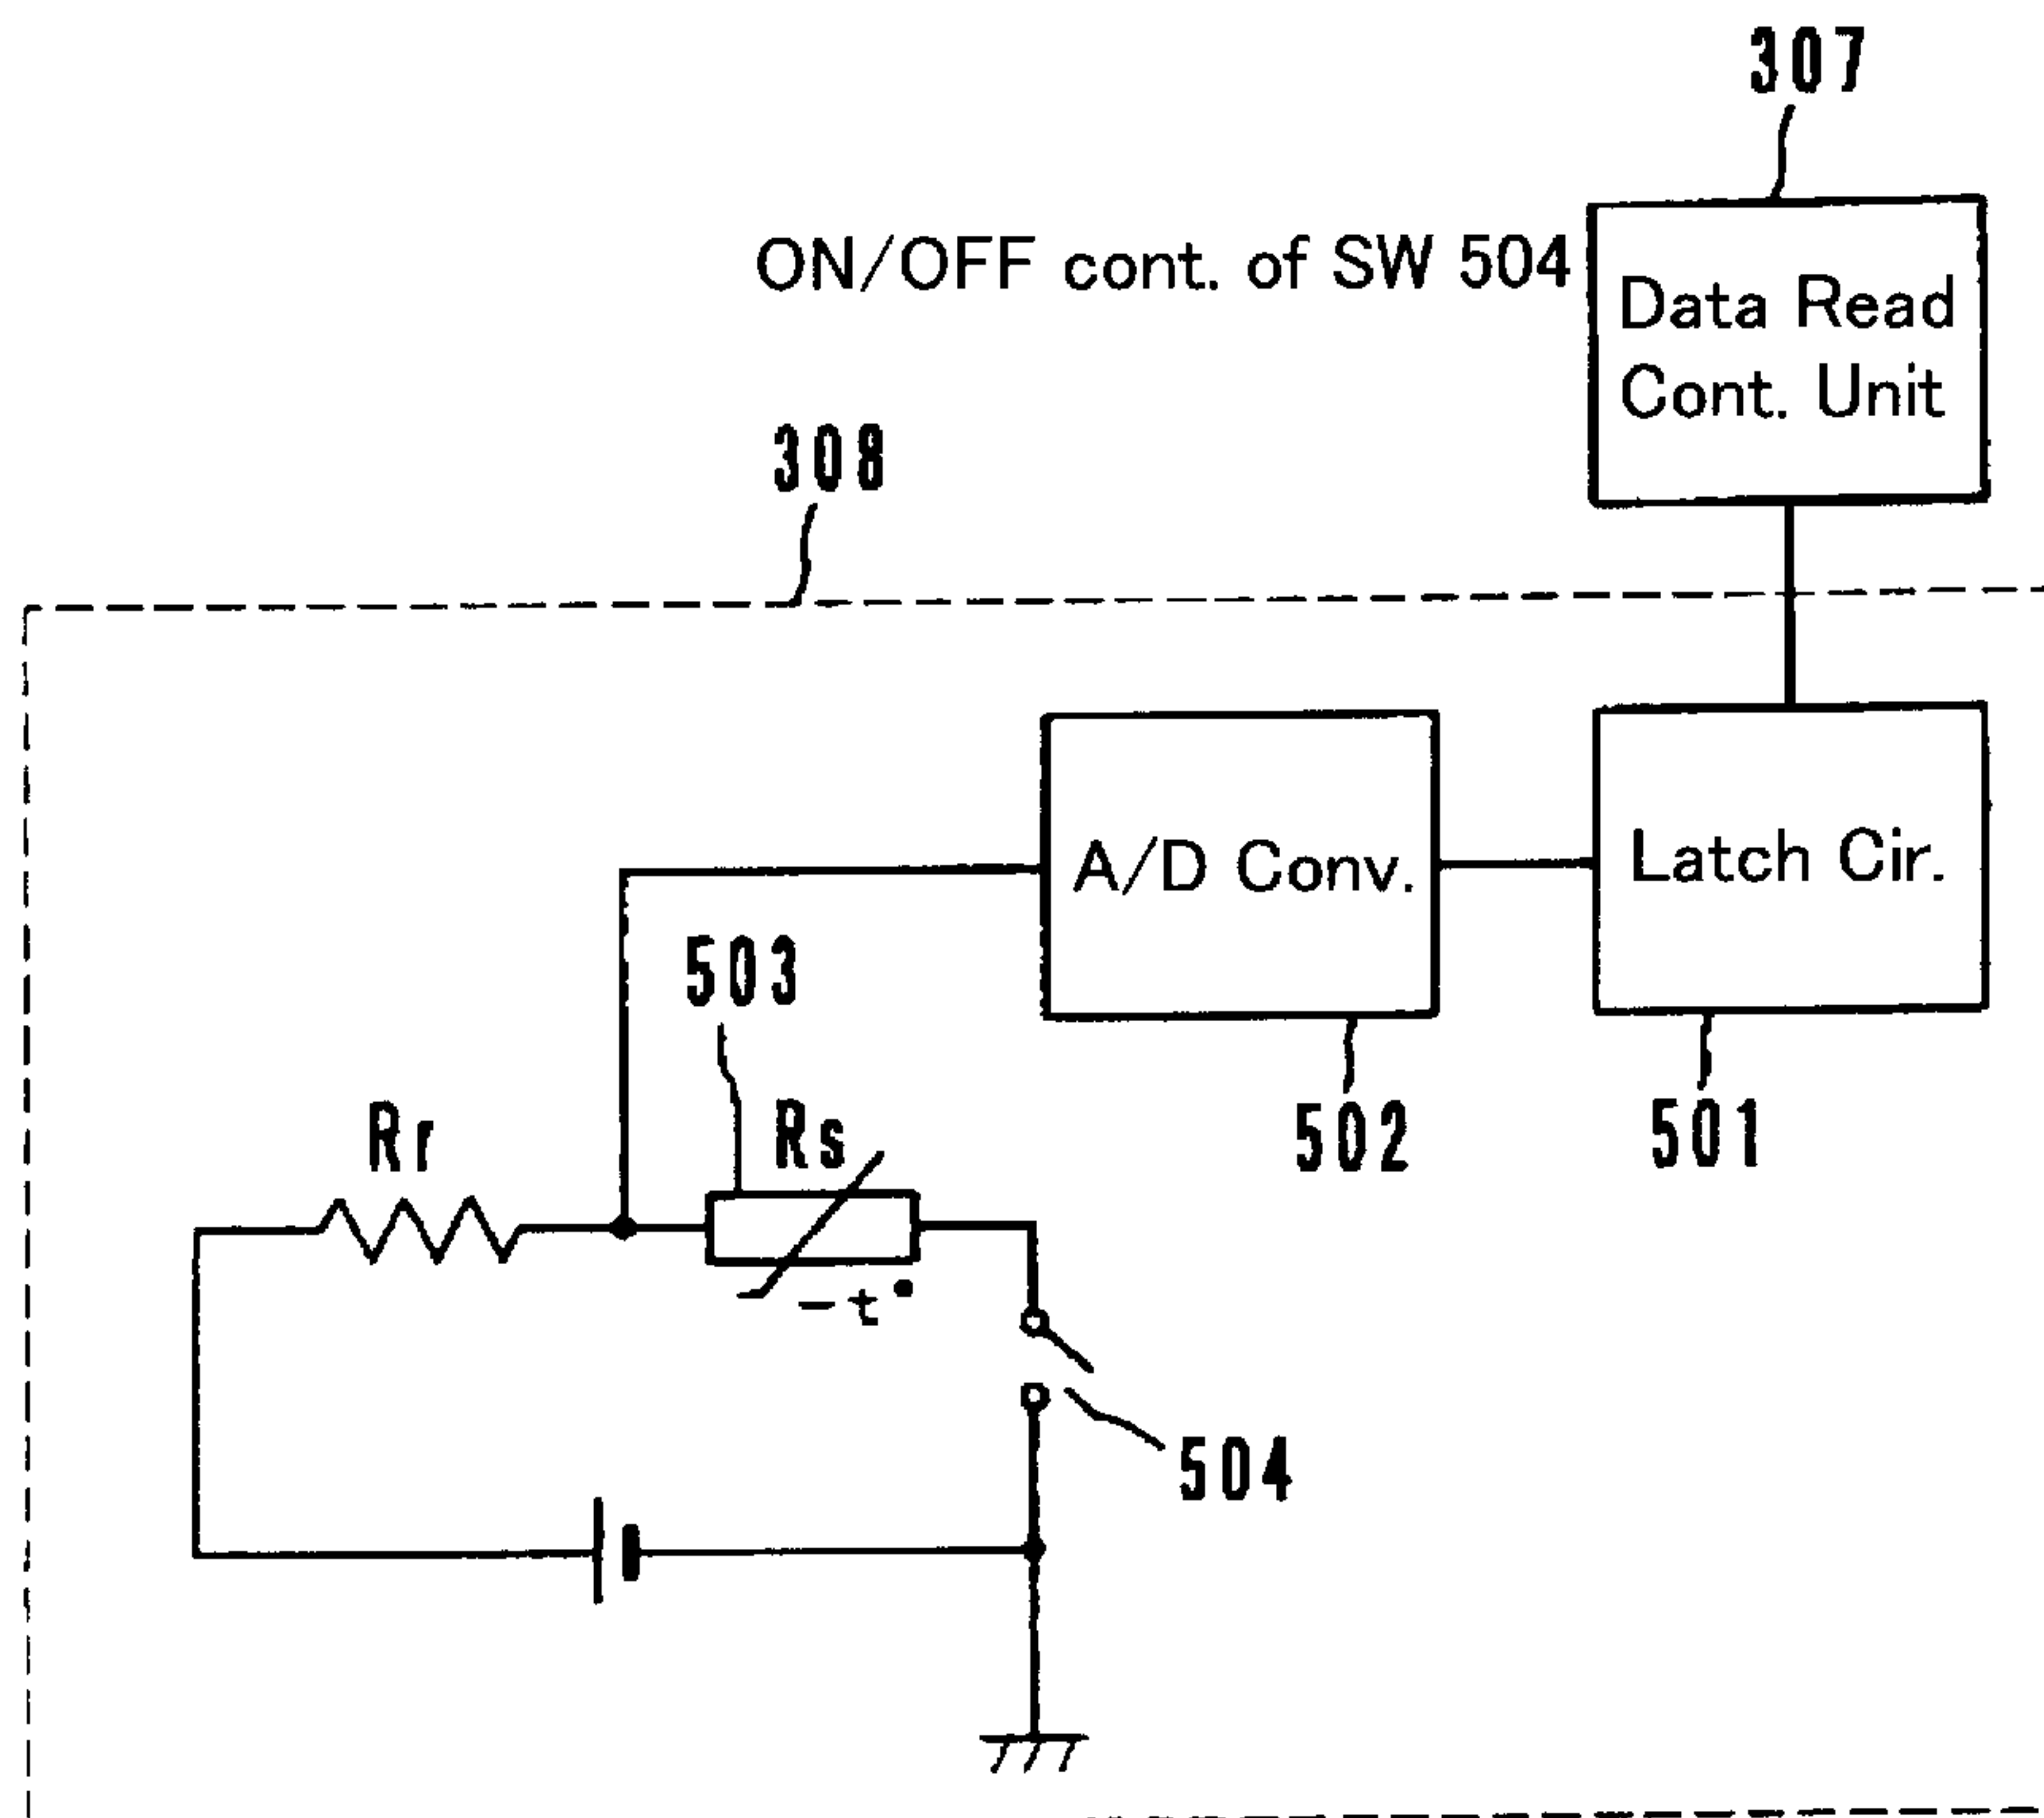 307
ON/OFF cont. of SW 504
Data Read
Cont. Unit
308
A/D Conv.
Latch Cir.
503
Rr
Rs
502
501
-t°
504